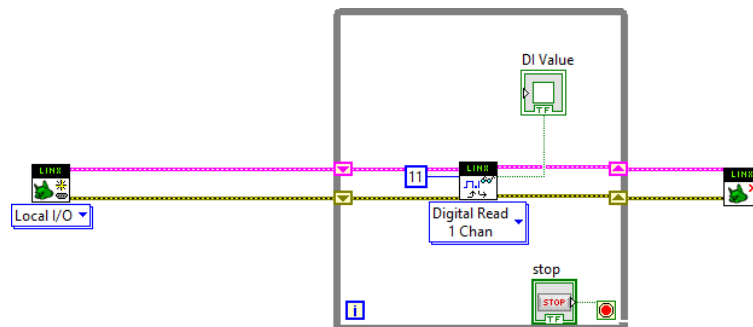 DI Value
TF
LINX
LINX
LINX
11
Local I/O
Digital Read
1 Chan
stop
STOP
TF
i